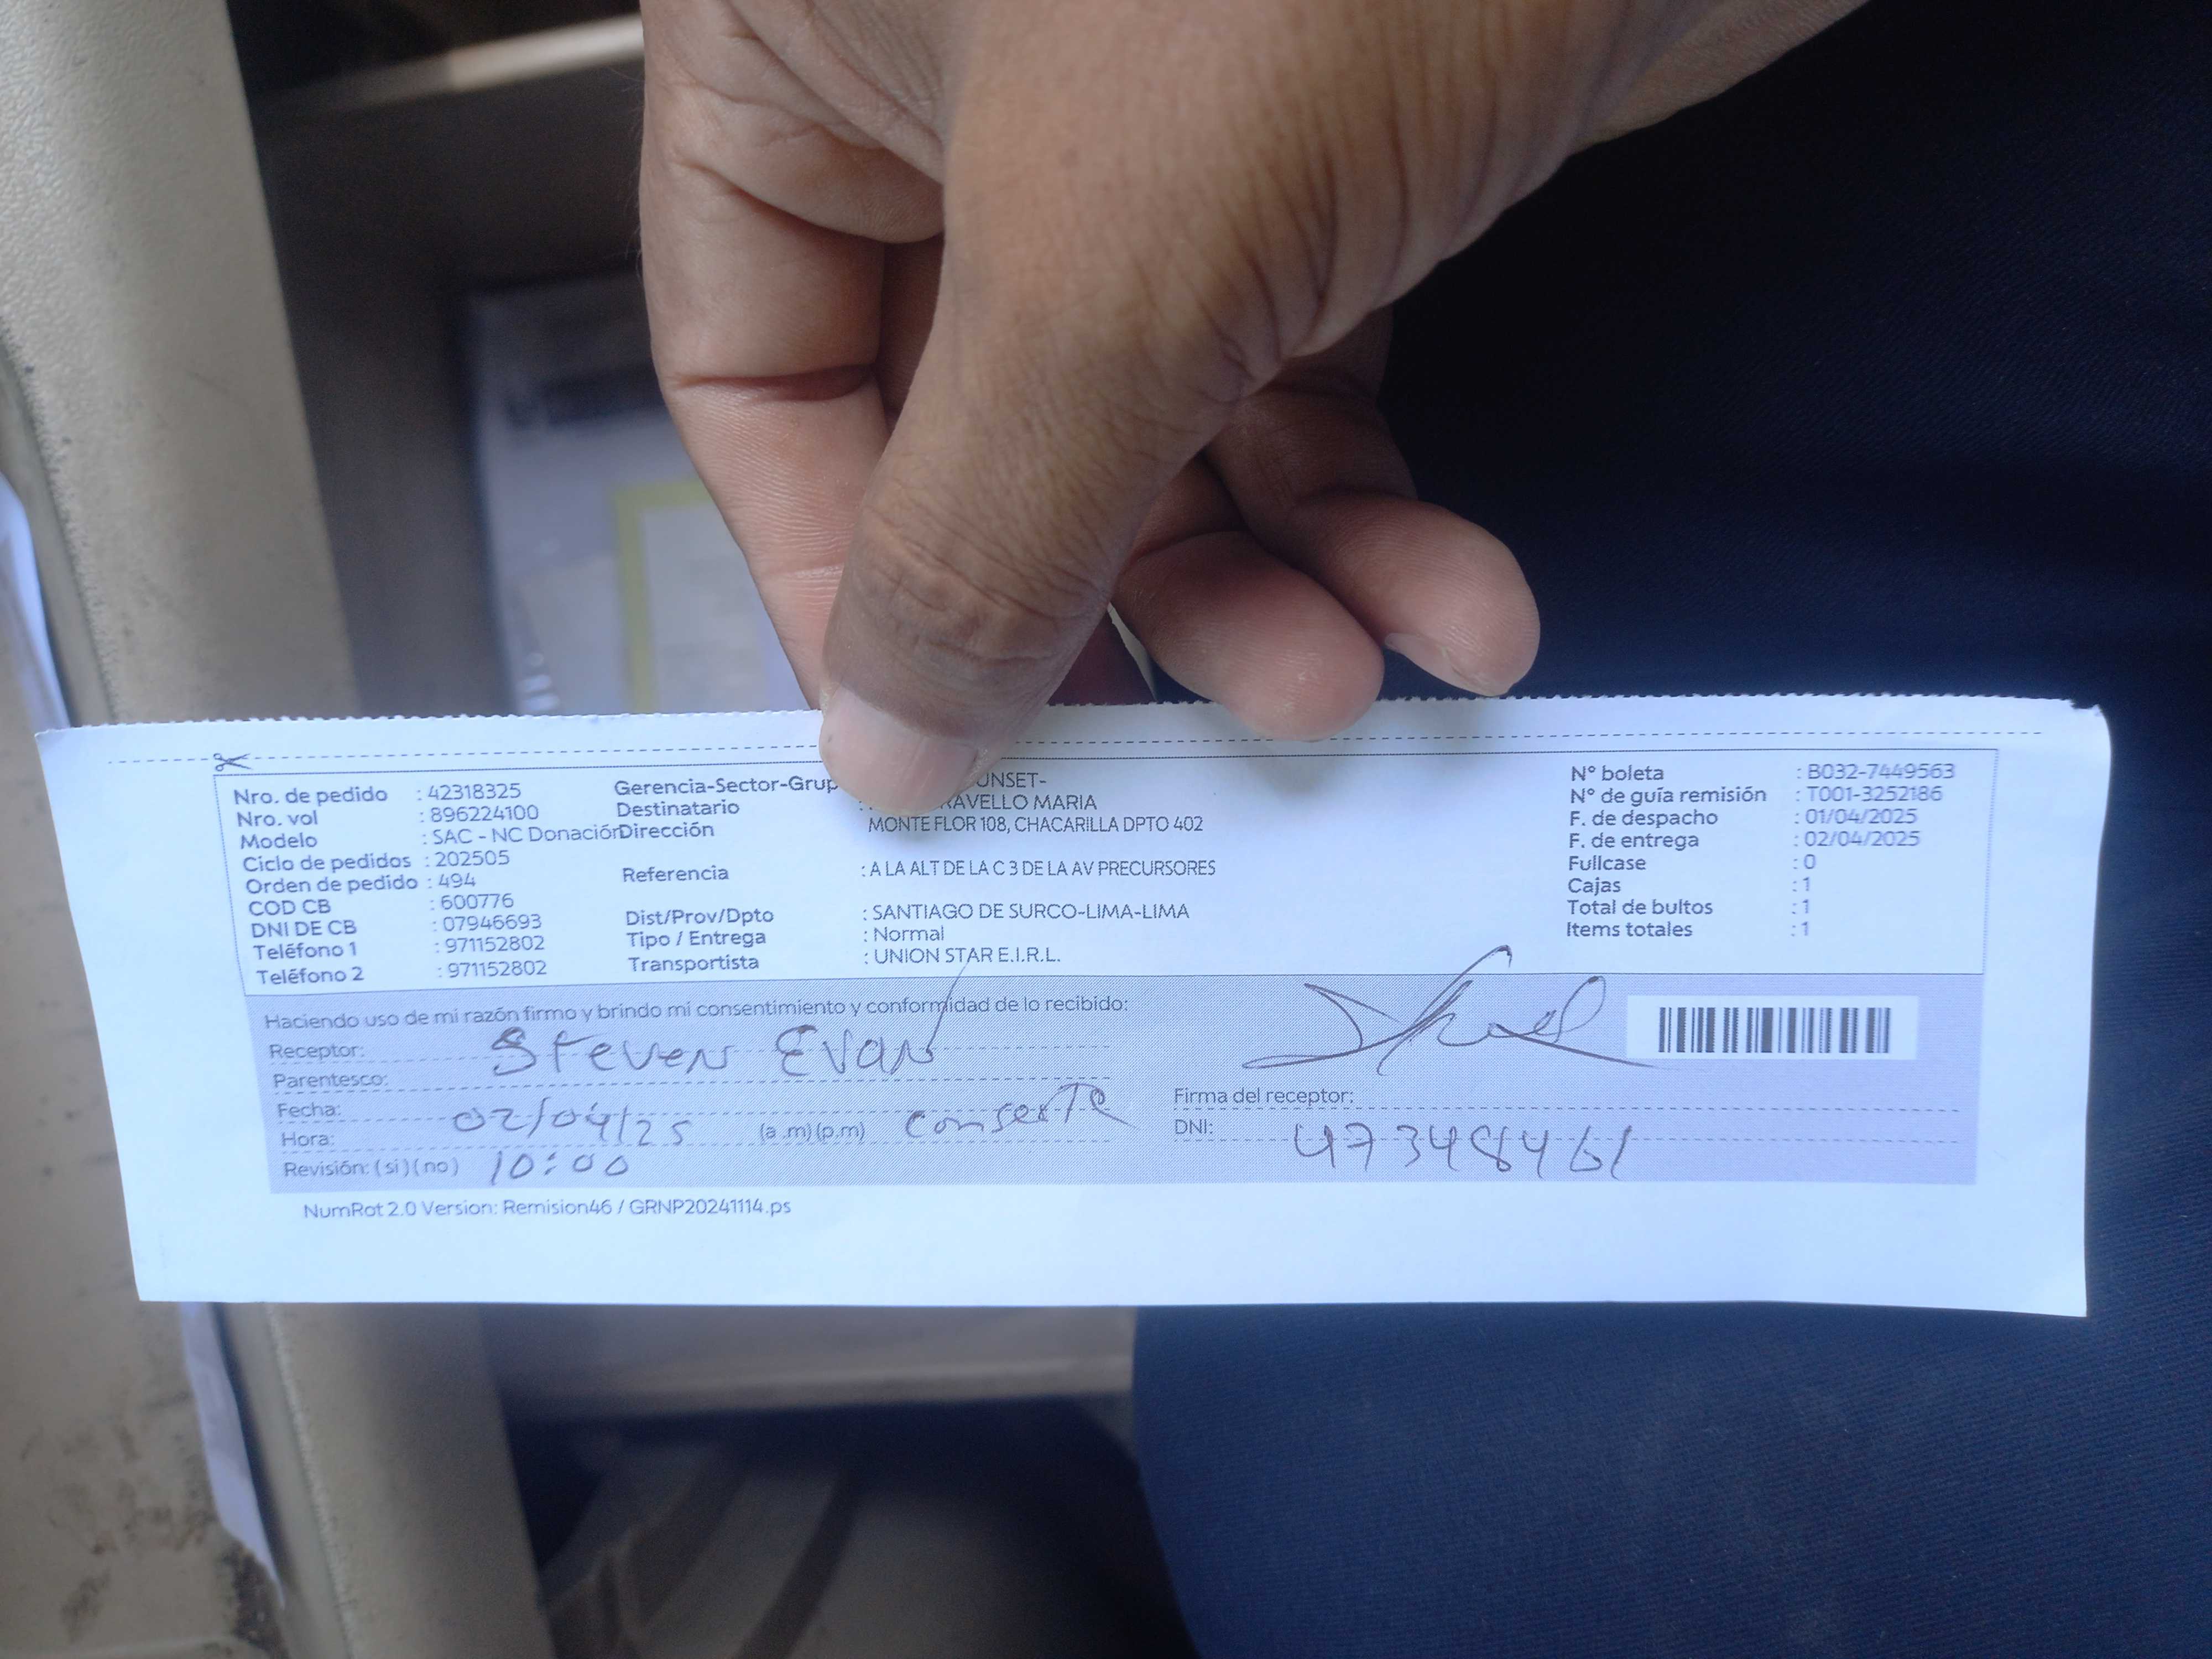 Nro. de pedido : 42318325
Nro. vol : 896224100
Modelo : SAC - NC Donación
Ciclo de pedidos : 202505
Orden de pedido : 494
COD CB : 600776
DNI DE CB : 07946693
Teléfono 1 : 971152802
Teléfono 2 : 971152802
Gerencia-Sector-Grup
Destinatario : MARIA
Dirección MONTE FLOR 108, CHACARILLA DPTO 402
Referencia : A LA ALT DE LA C 3 DE LA AV PRECURSORES
Dist/Prov/Dpto : SANTIAGO DE SURCO-LIMA-LIMA
Tipo / Entrega : Normal
Transportista : UNION STAR E.I.R.L.
N° boleta : B032-7449563
N° de guía remisión : T001-3252186
F. de despacho : 01/04/2025
F. de entrega : 02/04/2025
Fullcase : 0
Cajas : 1
Total de bultos : 1
Items totales : 1
Haciendo uso de mi razón firmo y brindo mi consentimiento y conformidad de lo recibido:
Receptor: Steven Evan
Parentesco:
Fecha: 02/04/25
Hora: (a .m) (p.m)
Revisión: ( si ) ( no ) 10:00
Firma del receptor:
DNI: 47348461
NumRot 2.0 Version: Remision46 / GRNP20241114.ps